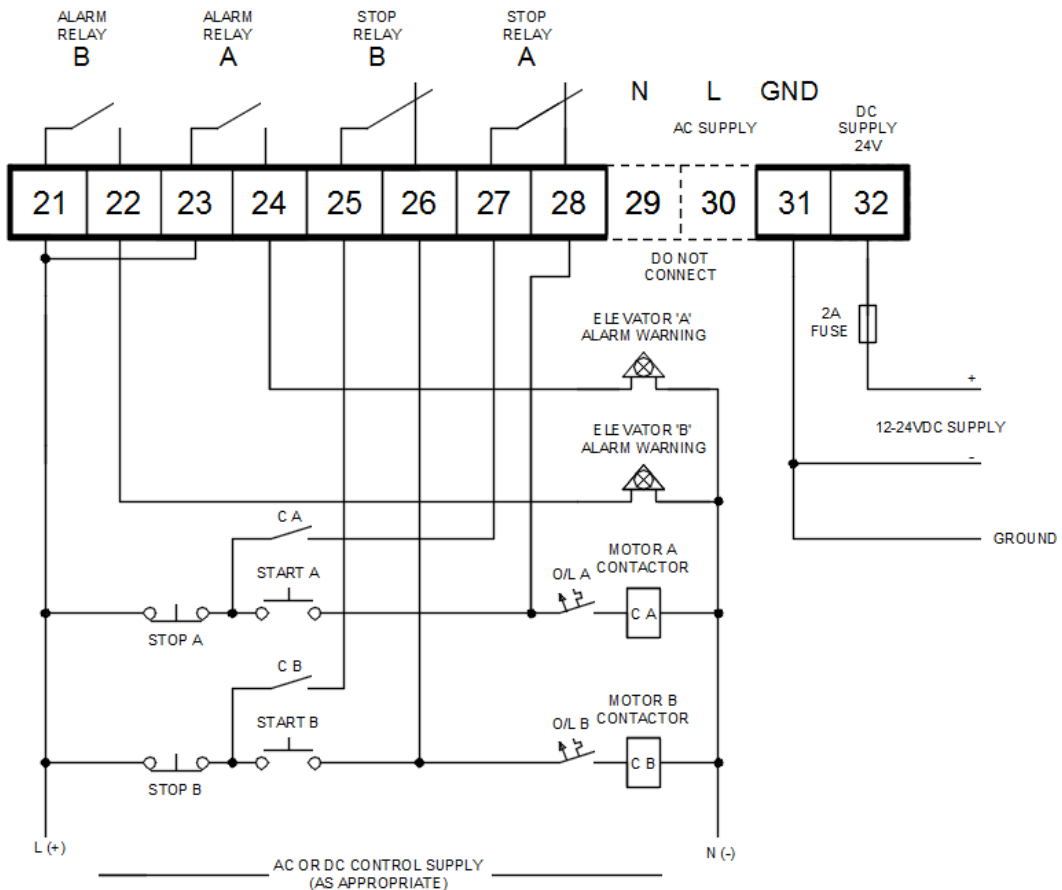 ALARM
RELAY
B
ALARM
RELAY
A
STOP
RELAY
B
STOP
RELAY
A
N L GND
AC SUPPLY
DC
SUPPLY
24V
21 22 23 24 25 26 27 28 29 30 31 32
DO NOT
CONNECT
ELEVATOR 'A'
ALARM WARNING
2A
FUSE
+
12-24VDC SUPPLY
-
ELEVATOR 'B'
ALARM WARNING
GROUND
C A
START A
MOTOR A
CONTACTOR
O/L A
C A
STOP A
C B
START B
MOTOR B
CONTACTOR
O/L B
C B
STOP B
L (+)
N (-)
AC OR DC CONTROL SUPPLY
(AS APPROPRIATE)